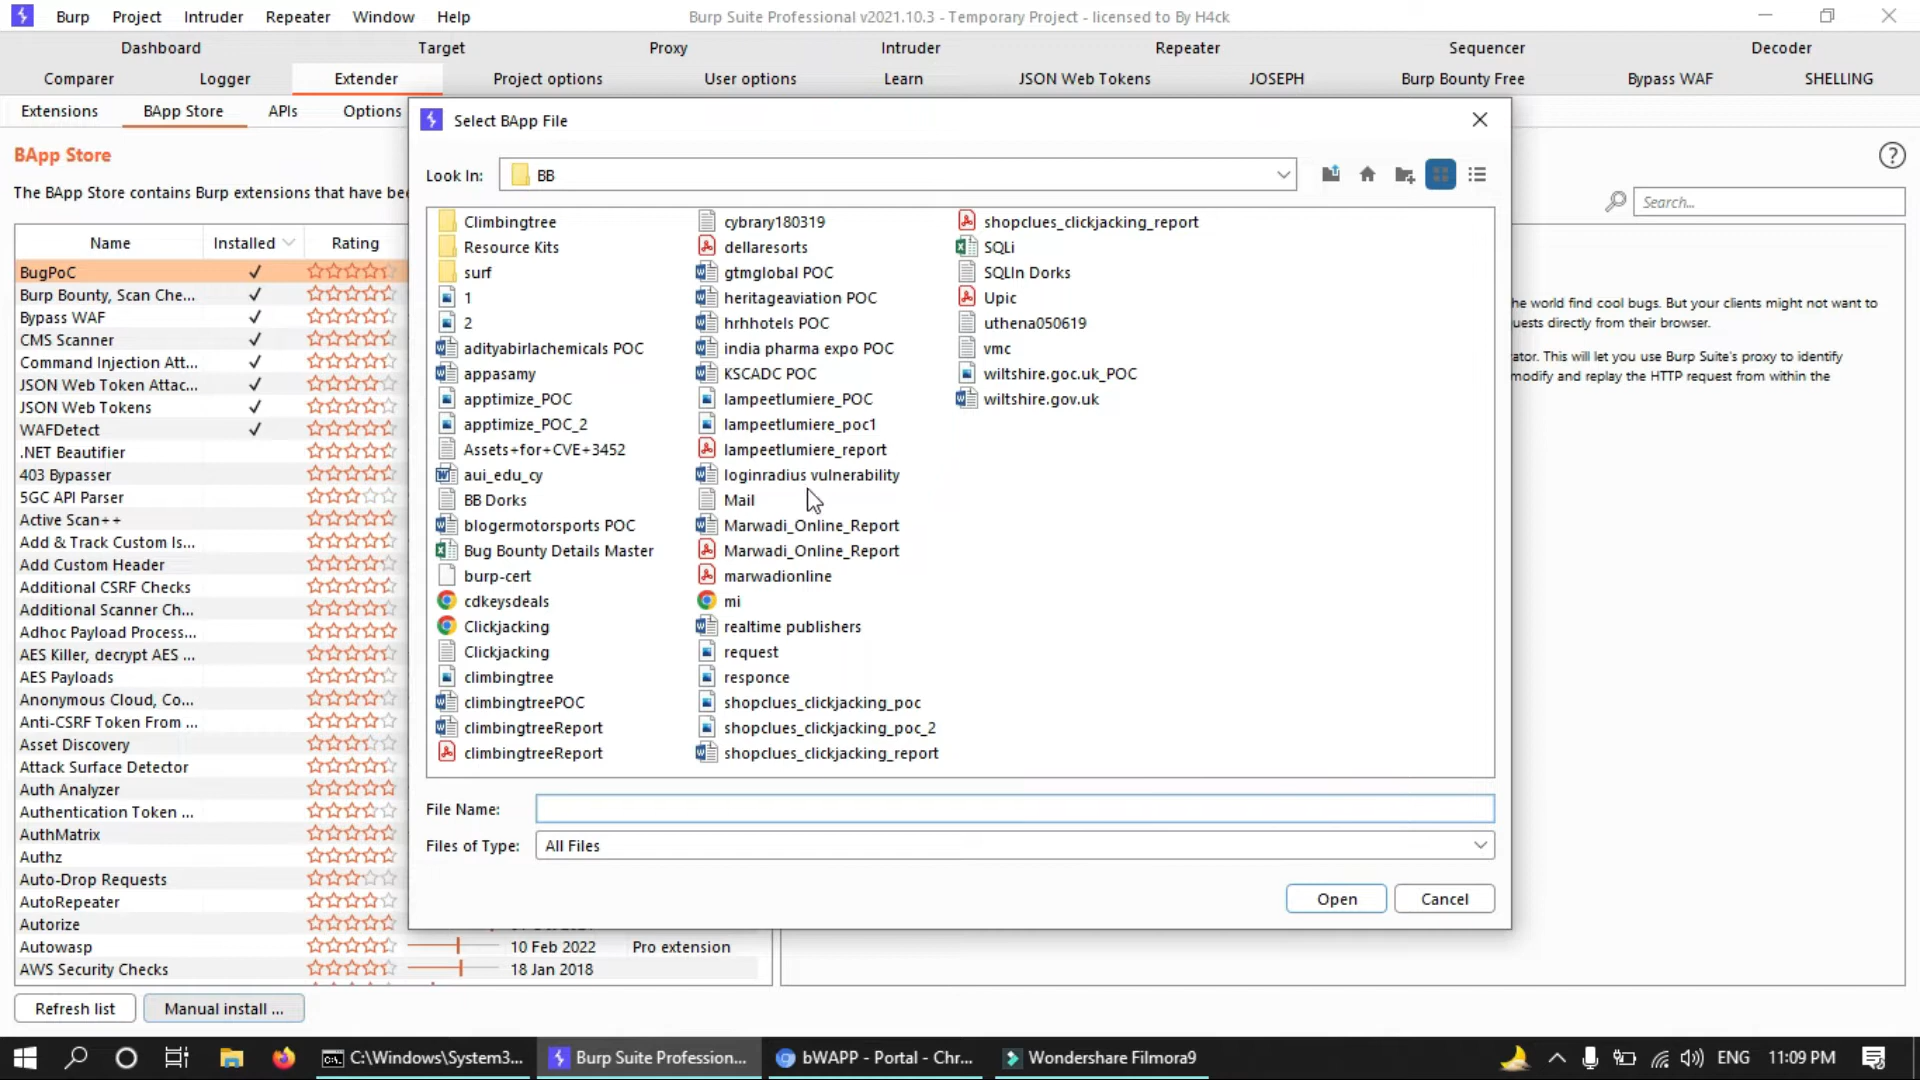 Burp Project Intruder Repeater Window Help
Burp Suite Professional v2021.10.3 - Temporary Project - licensed to By H4ck
Dashboard Target Proxy Intruder Repeater Sequencer Decoder
Comparer Logger Extender Project options User options Learn JSON Web Tokens JOSEPH Burp Bounty Free Bypass WAF SHELLING
Extensions BApp Store APIs Options
BApp Store
The BApp Store contains Burp extensions that have
Search...
Name Installed Rating
BugPoC
Burp Bounty, Scan Che...
Bypass WAF
CMS Scanner
Command Injection Att...
JSON Web Token Attac...
JSON Web Tokens
WAFDetect
.NET Beautifier
403 Bypasser
5GC API Parser
Active Scan++
Add & Track Custom Is...
Add Custom Header
Additional CSRF Checks
Additional Scanner Ch...
Adhoc Payload Process...
AES Killer, decrypt AES ...
AES Payloads
Anonymous Cloud, Co...
Anti-CSRF Token From ...
Asset Discovery
Attack Surface Detector
Auth Analyzer
Authentication Token ...
AuthMatrix
Authz
Auto-Drop Requests
AutoRepeater
Autorize
Autowasp 10 Feb 2022 Pro extension
AWS Security Checks 18 Jan 2018
Refresh list Manual install ...
Select BApp File
Look In: BB
Climbingtree
Resource Kits
surf
1
2
adityabirlachemicals POC
appasamy
apptimize_POC
apptimize_POC_2
Assets+for+CVE+3452
aui_edu_cy
BB Dorks
blogermotorsports POC
Bug Bounty Details Master
burp-cert
cdkeysdeals
Clickjacking
Clickjacking
climbingtree
climbingtreePOC
climbingtreeReport
climbingtreeReport
cybrary180319
dellaresorts
gtmglobal POC
heritageaviation POC
hrhhotels POC
india pharma expo POC
KSCADC POC
lampeetlumiere_POC
lampeetlumiere_poc1
lampeetlumiere_report
loginradius vulnerability
Mail
Marwadi_Online_Report
Marwadi_Online_Report
marwadionline
mi
realtime publishers
request
responce
shopclues_clickjacking_poc
shopclues_clickjacking_poc_2
shopclues_clickjacking_report
shopclues_clickjacking_report
SQLi
SQLIn Dorks
Upic
uthena050619
vmc
wiltshire.goc.uk_POC
wiltshire.gov.uk
File Name:
Files of Type: All Files
Open Cancel
he world find cool bugs. But your clients might not want to
uests directly from their browser.
ator. This will let you use Burp Suite's proxy to identify
modify and replay the HTTP request from within the
C:\Windows\System3... Burp Suite Profession... bWAPP - Portal - Chr... Wondershare Filmora9 ENG 11:09 PM